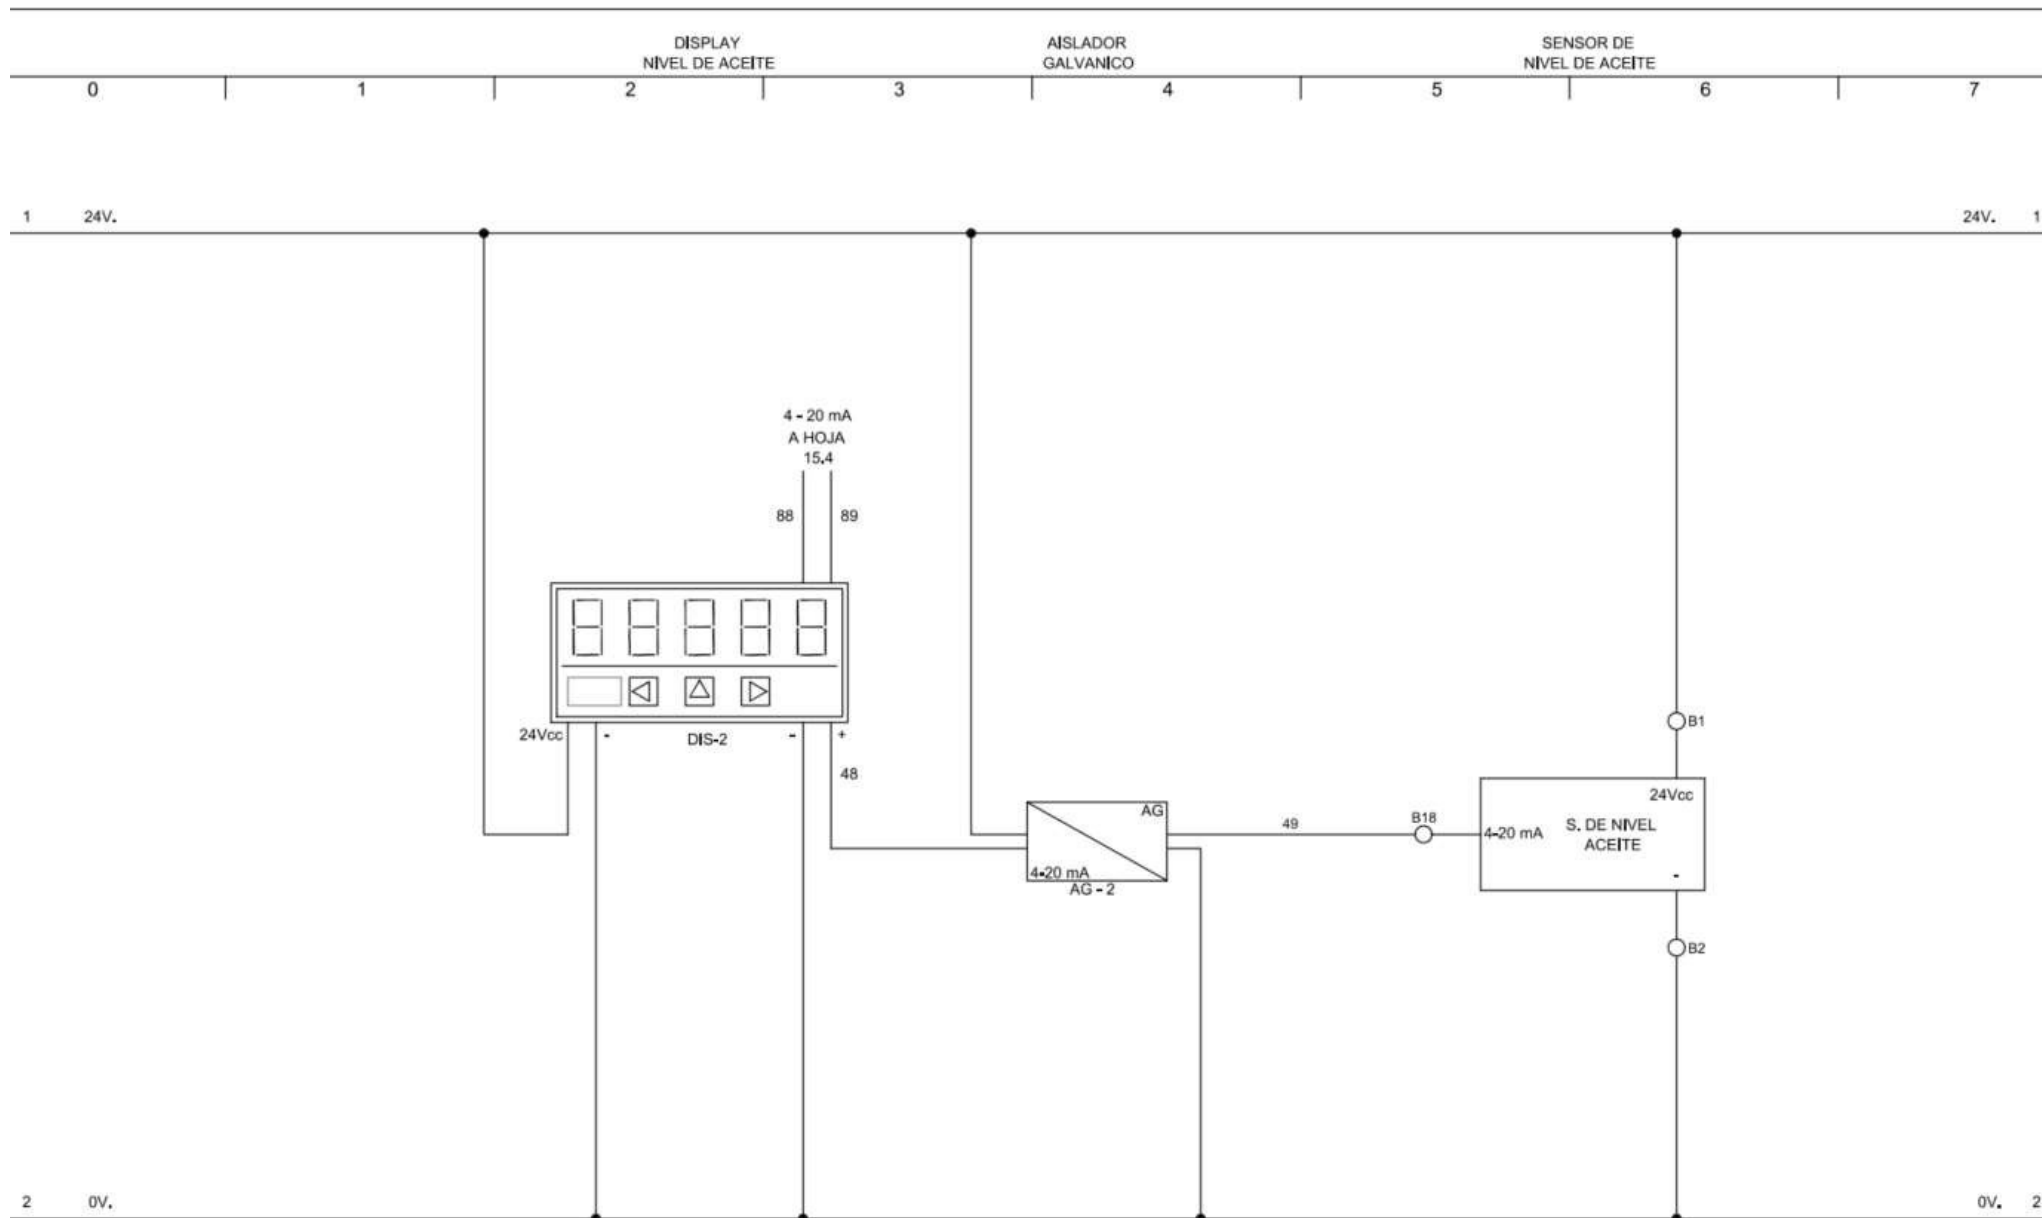 DISPLAY
NIVEL DE ACEITE
AISLADOR
GALVANICO
SENSOR DE
NIVEL DE ACEITE
0 1 2 3 4 5 6 7
1 24V. 24V. 1
4 - 20 mA
A HOJA
15.4
88 89
24Vcc - DIS-2 - +
48
B1
24Vcc
AG
49
B18
4-20 mA
S. DE NIVEL
ACEITE
-
4-20 mA
AG - 2
B2
2 0V. 0V. 2